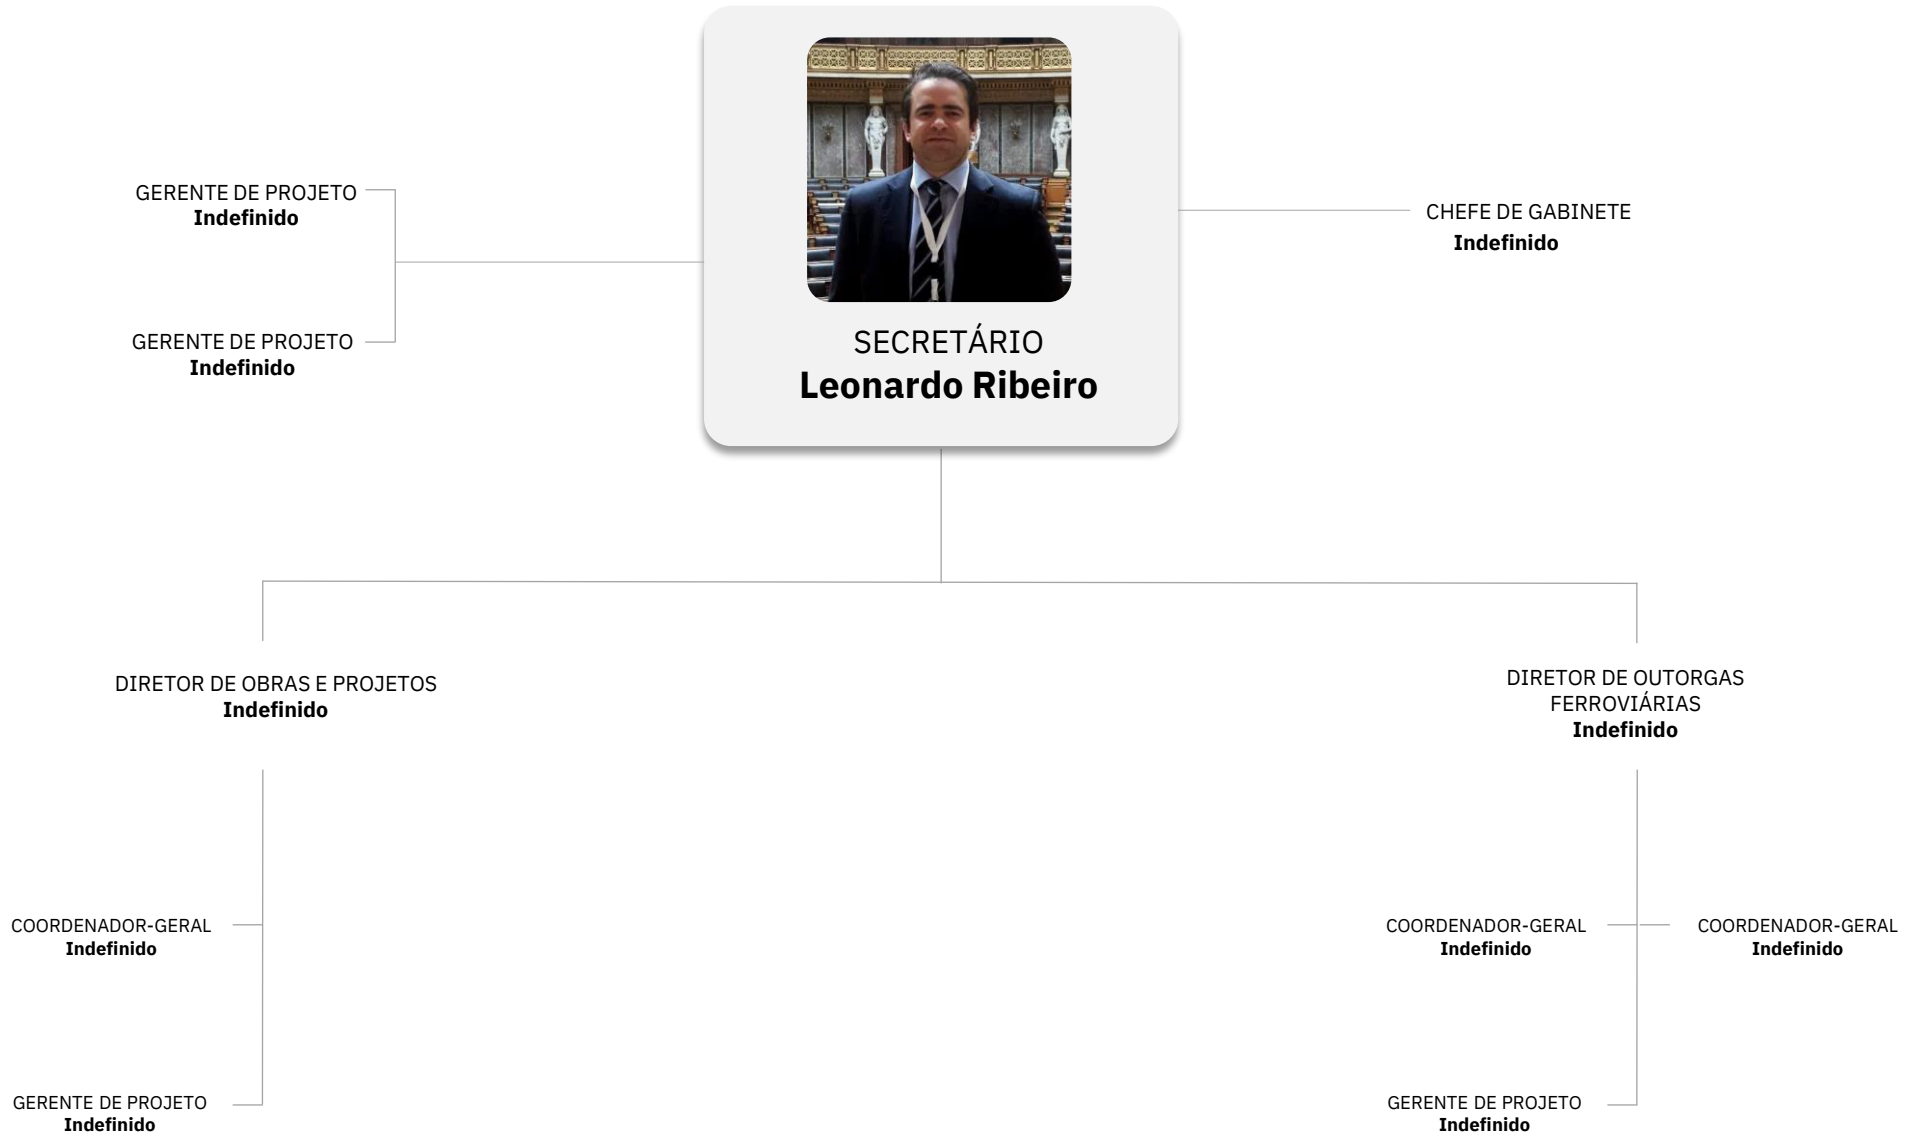 GERENTE DE PROJETO
Indefinido
GERENTE DE PROJETO
Indefinido
SECRETÁRIO
Leonardo Ribeiro
CHEFE DE GABINETE
Indefinido
DIRETOR DE OBRAS E PROJETOS
Indefinido
DIRETOR DE OUTORGAS
FERROVIÁRIAS
Indefinido
COORDENADOR-GERAL
Indefinido
GERENTE DE PROJETO
Indefinido
COORDENADOR-GERAL
Indefinido
COORDENADOR-GERAL
Indefinido
GERENTE DE PROJETO
Indefinido